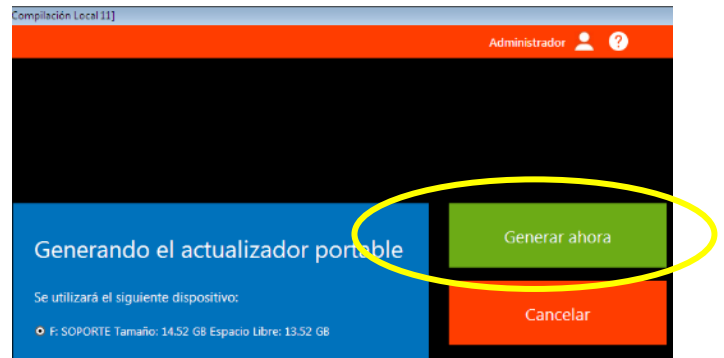 Compilación Local 11]
Administrador ?
Generando el actualizador portable
Generar ahora
Se utilizará el siguiente dispositivo:
Cancelar
F: SOPORTE Tamaño: 14.52 GB Espacio Libre: 13.52 GB